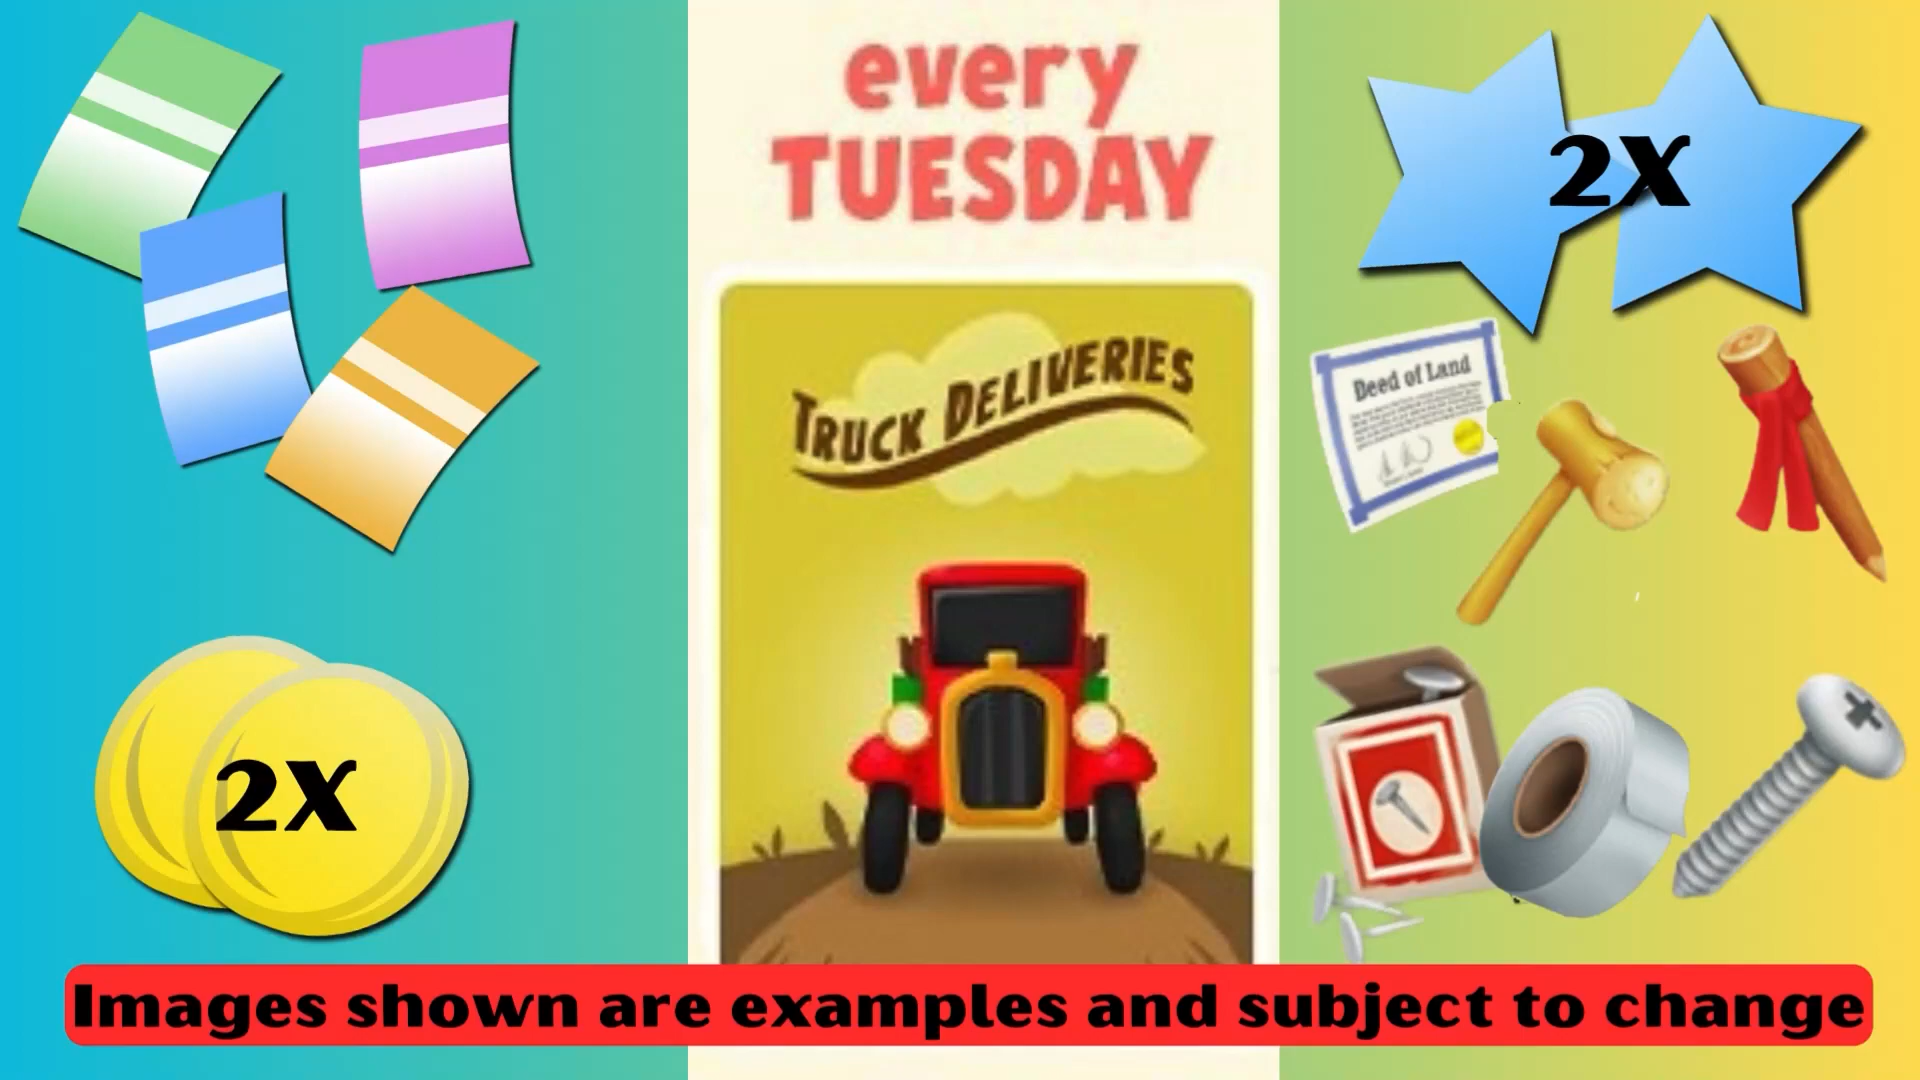 every
TUESDAY
TRUCK DELIVERIES
2X
Deed of Land
2X
Images shown are examples and subject to change